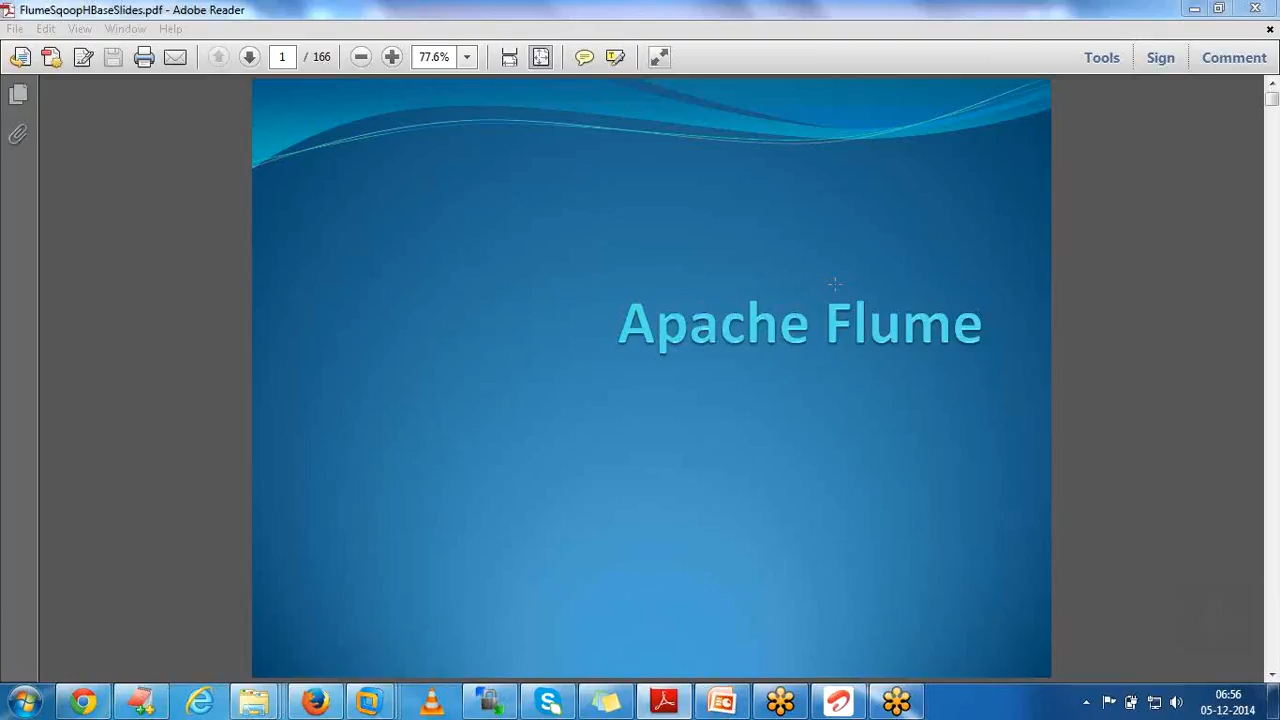 FlumeSqoopHBaseSlides.pdf - Adobe Reader
File Edit View Window Help
1 / 166 77.6% Tools Sign Comment
Apache Flume
06:56
05-12-2014